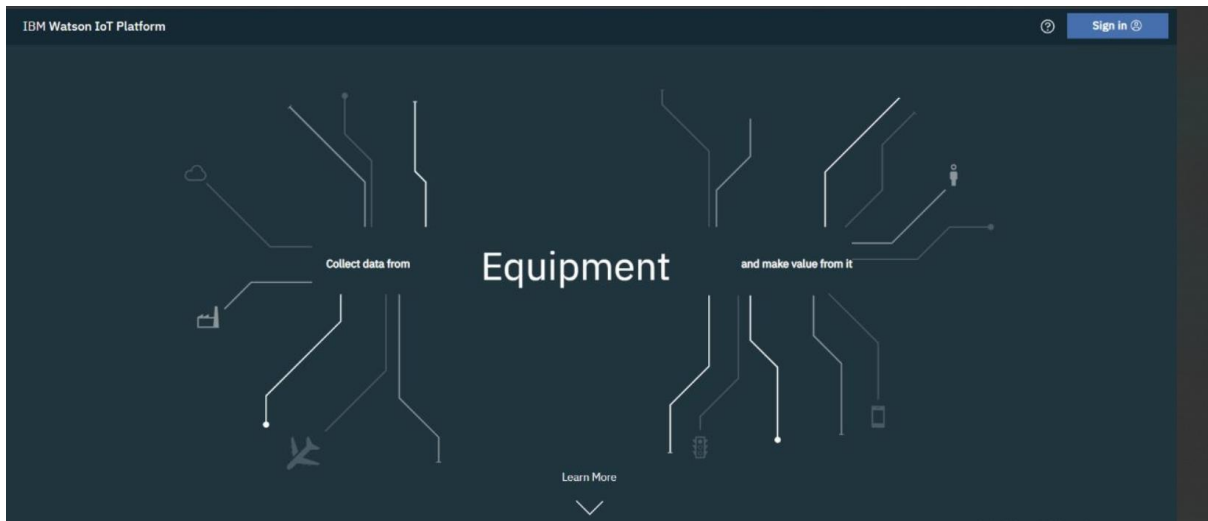 IBM Watson IoT Platform
Sign in
Collect data from Equipment and make value from it
Learn More